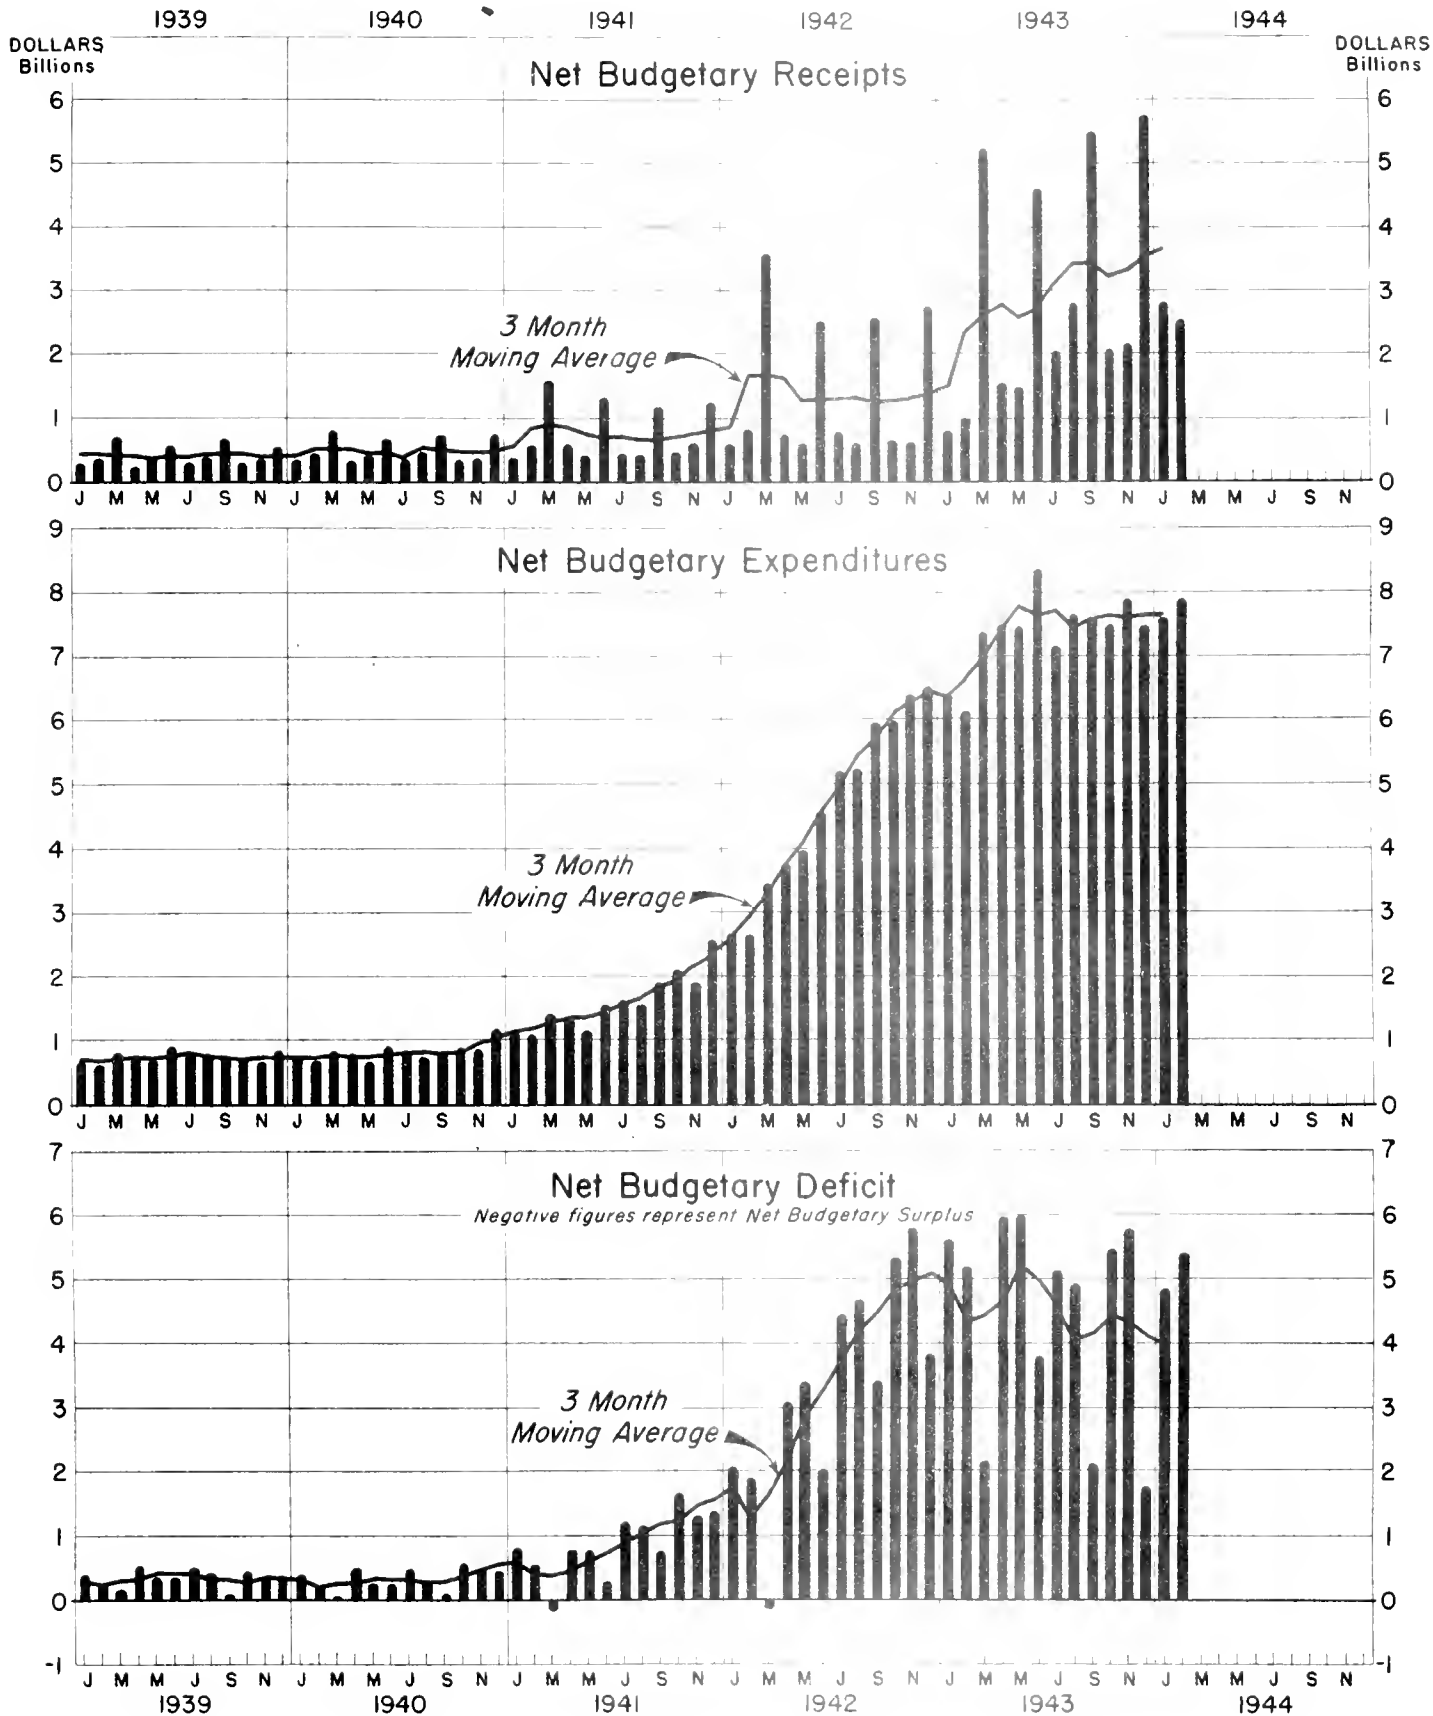 1939 1940 1941 1942 1943 1944
DOLLARS
Billions
DOLLARS
Billions
Net Budgetary Receipts
6 6
5 5
4 4
3 3
3 Month
Moving Average
2 2
1 1
0 0
J M M J S N J M M J S N J M M J S N J M M J S N J M M J S N J M M J S N
9 9
Net Budgetary Expenditures
8 8
7 7
6 6
5 5
4 4
3 Month
Moving Average
3 3
2 2
1 1
0 0
J M M J S N J M M J S N J M M J S N J M M J S N J M M J S N J M M J S N
7 7
Net Budgetary Deficit
Negative figures represent Net Budgetary Surplus
6 6
5 5
4 4
3 Month
Moving Average
3 3
2 2
1 1
0 0
-1 -1
J M M J S N J M M J S N J M M J S N J M M J S N J M M J S N J M M J S N
1939 1940 1941 1942 1943 1944